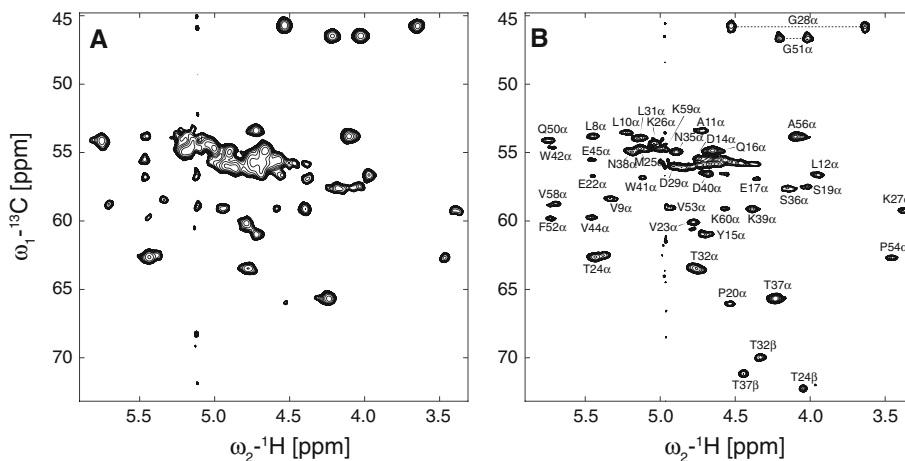 45
50
55
60
65
70
ω₁-¹³C [ppm]
A
5.5
5.0
4.5
4.0
3.5
ω₂-¹H [ppm]
45
50
55
60
65
70
B
G28α
G51α
Q50α
W42α
L8α
E45α
L10α
L31α
K26α
K59α
A11α
N35α
D14α
Q16α
A56α
N38α
M25α
D29α
D40α
E17α
L12α
S19α
S36α
E22α
W41α
V58α
V9α
V53α
K60α
K39α
K27α
F52α
V44α
V23α
Y15α
P54α
T24α
T32α
P20α
T37α
T32β
T37β
T24β
5.5
5.0
4.5
4.0
3.5
ω₂-¹H [ppm]